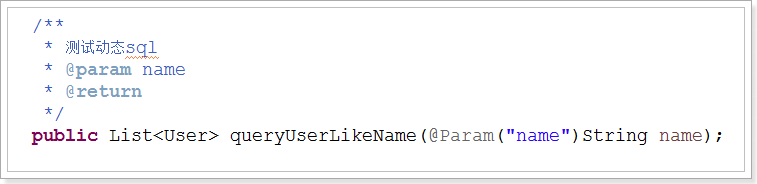 /**
 * 测试动态sql
 * @param name
 * @return
 */
public List<User> queryUserLikeName(@Param("name")String name);